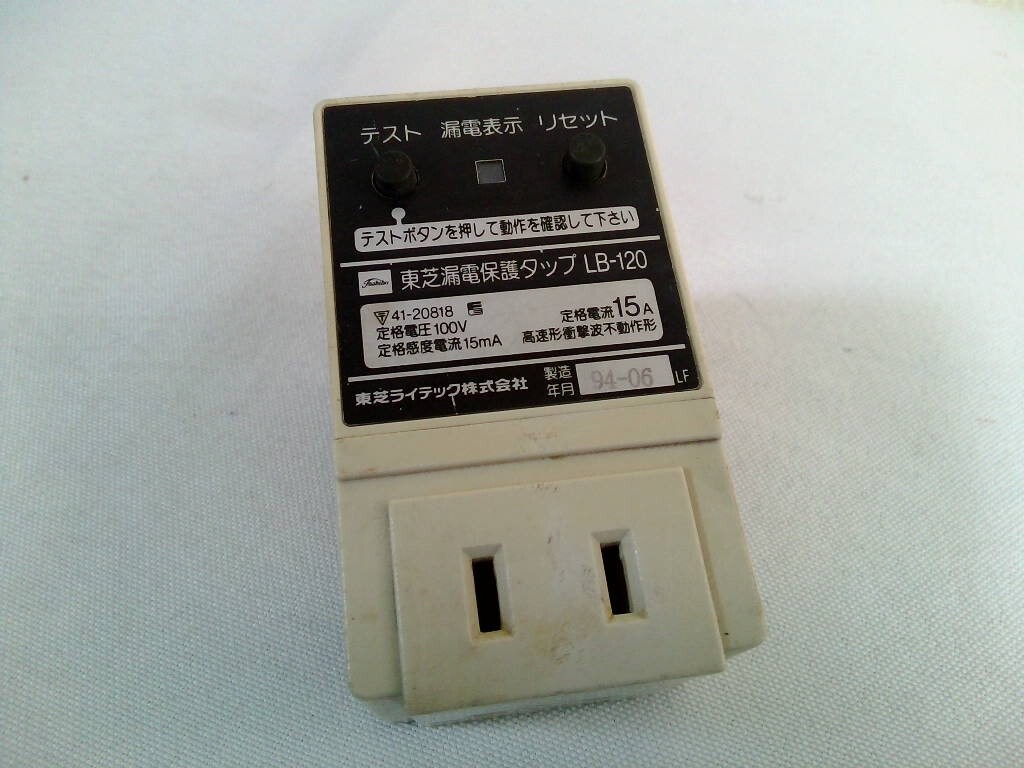 テスト 漏電表示 リセット
テストボタンを押して動作を確認して下さい
Toshiba 東芝漏電保護タップ LB-120
41-20818
定格電圧100V
定格感度電流15mA
定格電流15A
高速形衝撃波不動作形
東芝ライテック株式会社
製造年月 94-06 LF